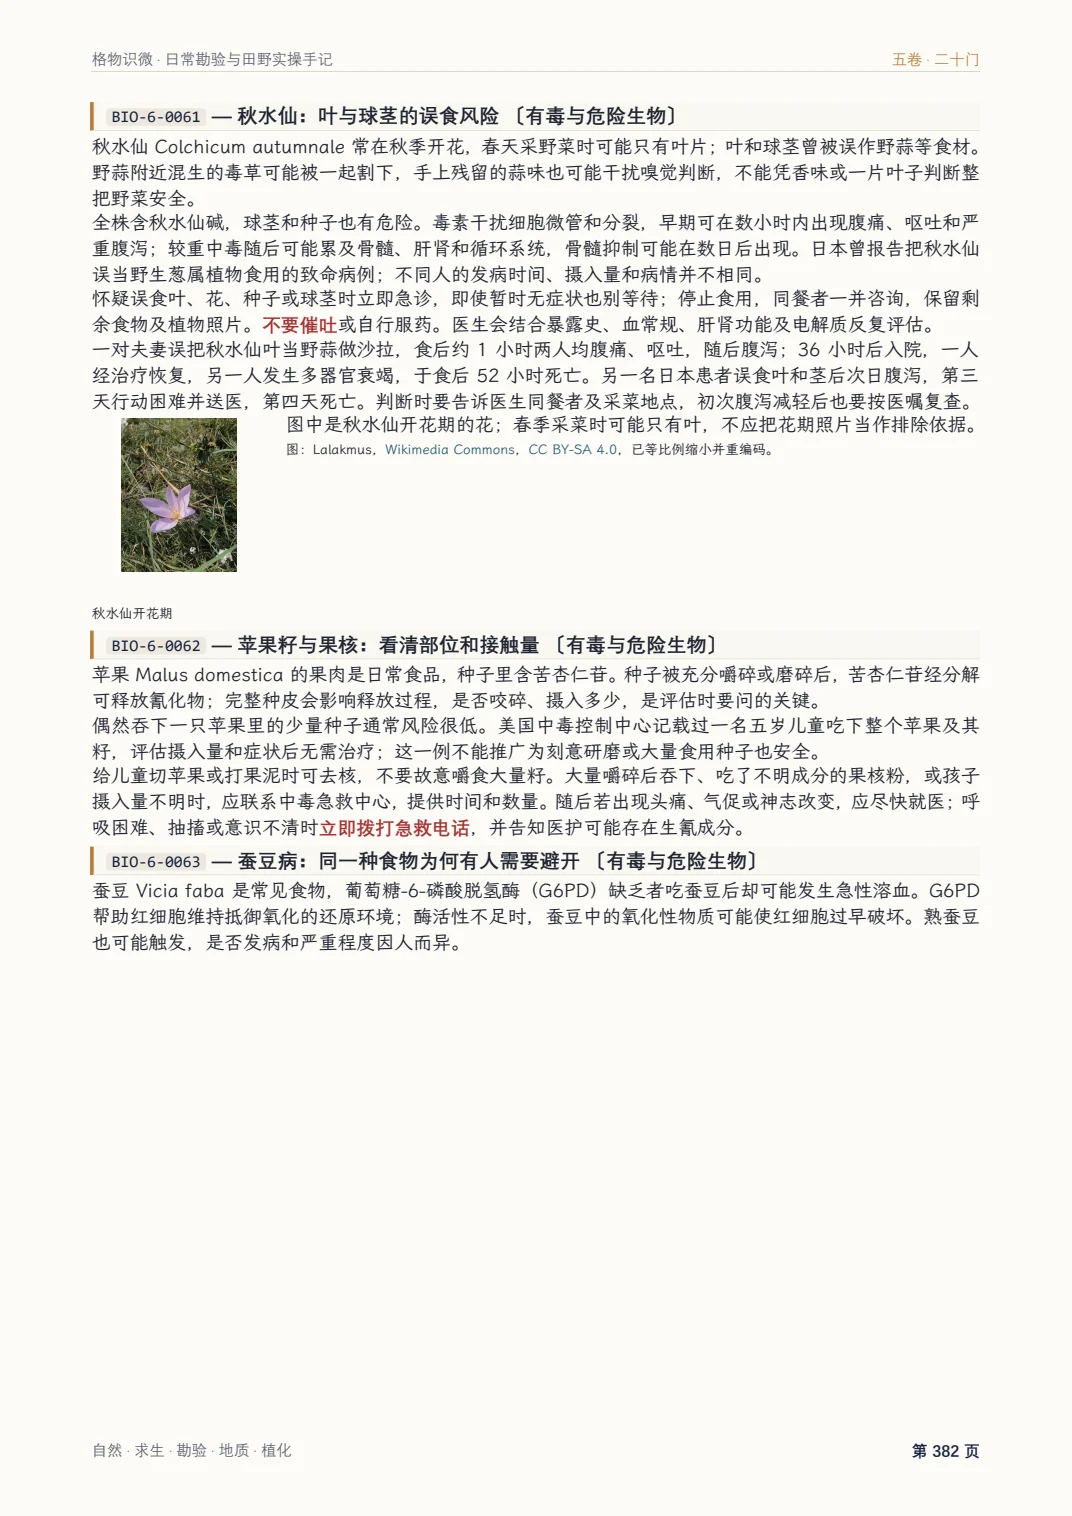 格物识微 · 日常勘验与田野实操手记
五卷 · 二十门
BIO-6-0061 — 秋水仙：叶与球茎的误食风险 〔有毒与危险生物〕
秋水仙 Colchicum autumnale 常在秋季开花，春天采野菜时可能只有叶片；叶和球茎曾被误作野蒜等食材。
野蒜附近混生的毒草可能被一起割下，手上残留的蒜味也可能干扰嗅觉判断，不能凭香味或一片叶子判断整
把野菜安全。
全株含秋水仙碱，球茎和种子也有危险。毒素干扰细胞微管和分裂，早期可在数小时内出现腹痛、呕吐和严
重腹泻；较重中毒随后可能累及骨髓、肝肾和循环系统，骨髓抑制可能在数日后出现。日本曾报告把秋水仙
误当野生葱属植物食用的致命病例；不同人的发病时间、摄入量和病情并不相同。
怀疑误食叶、花、种子或球茎时立即急诊，即使暂时无症状也别等待；停止食用，同餐者一并咨询，保留剩
余食物及植物照片。不要催吐或自行服药。医生会结合暴露史、血常规、肝肾功能及电解质反复评估。
一对夫妻误把秋水仙叶当野蒜做沙拉，食后约 1 小时两人均腹痛、呕吐，随后腹泻；36 小时后入院，一人
经治疗恢复，另一人发生多器官衰竭，于食后 52 小时死亡。另一名日本患者误食叶和茎后次日腹泻，第三
天行动困难并送医，第四天死亡。判断时要告诉医生同餐者及采菜地点，初次腹泻减轻后也要按医嘱复查。
图中是秋水仙开花期的花；春季采菜时可能只有叶，不应把花期照片当作排除依据。
图：Lalakmus，Wikimedia Commons，CC BY-SA 4.0，已等比例缩小并重编码。
秋水仙开花期
BIO-6-0062 — 苹果籽与果核：看清部位和接触量 〔有毒与危险生物〕
苹果 Malus domestica 的果肉是日常食品，种子里含苦杏仁苷。种子被充分嚼碎或磨碎后，苦杏仁苷经分解
可释放氰化物；完整种皮会影响释放过程，是否咬碎、摄入多少，是评估时要问的关键。
偶然吞下一只苹果里的少量种子通常风险很低。美国中毒控制中心记载过一名五岁儿童吃下整个苹果及其
籽，评估摄入量和症状后无需治疗；这一例不能推广为刻意研磨或大量食用种子也安全。
给儿童切苹果或打果泥时可去核，不要故意嚼食大量籽。大量嚼碎后吞下、吃了不明成分的果核粉，或孩子
摄入量不明时，应联系中毒急救中心，提供时间和数量。随后若出现头痛、气促或神志改变，应尽快就医；呼
吸困难、抽搐或意识不清时立即拨打急救电话，并告知医护可能存在生氰成分。
BIO-6-0063 — 蚕豆病：同一种食物为何有人需要避开 〔有毒与危险生物〕
蚕豆 Vicia faba 是常见食物，葡萄糖-6-磷酸脱氢酶（G6PD）缺乏者吃蚕豆后却可能发生急性溶血。G6PD
帮助红细胞维持抵御氧化的还原环境；酶活性不足时，蚕豆中的氧化性物质可能使红细胞过早破坏。熟蚕豆
也可能触发，是否发病和严重程度因人而异。
自然 · 求生 · 勘验 · 地质 · 植化
第 382 页